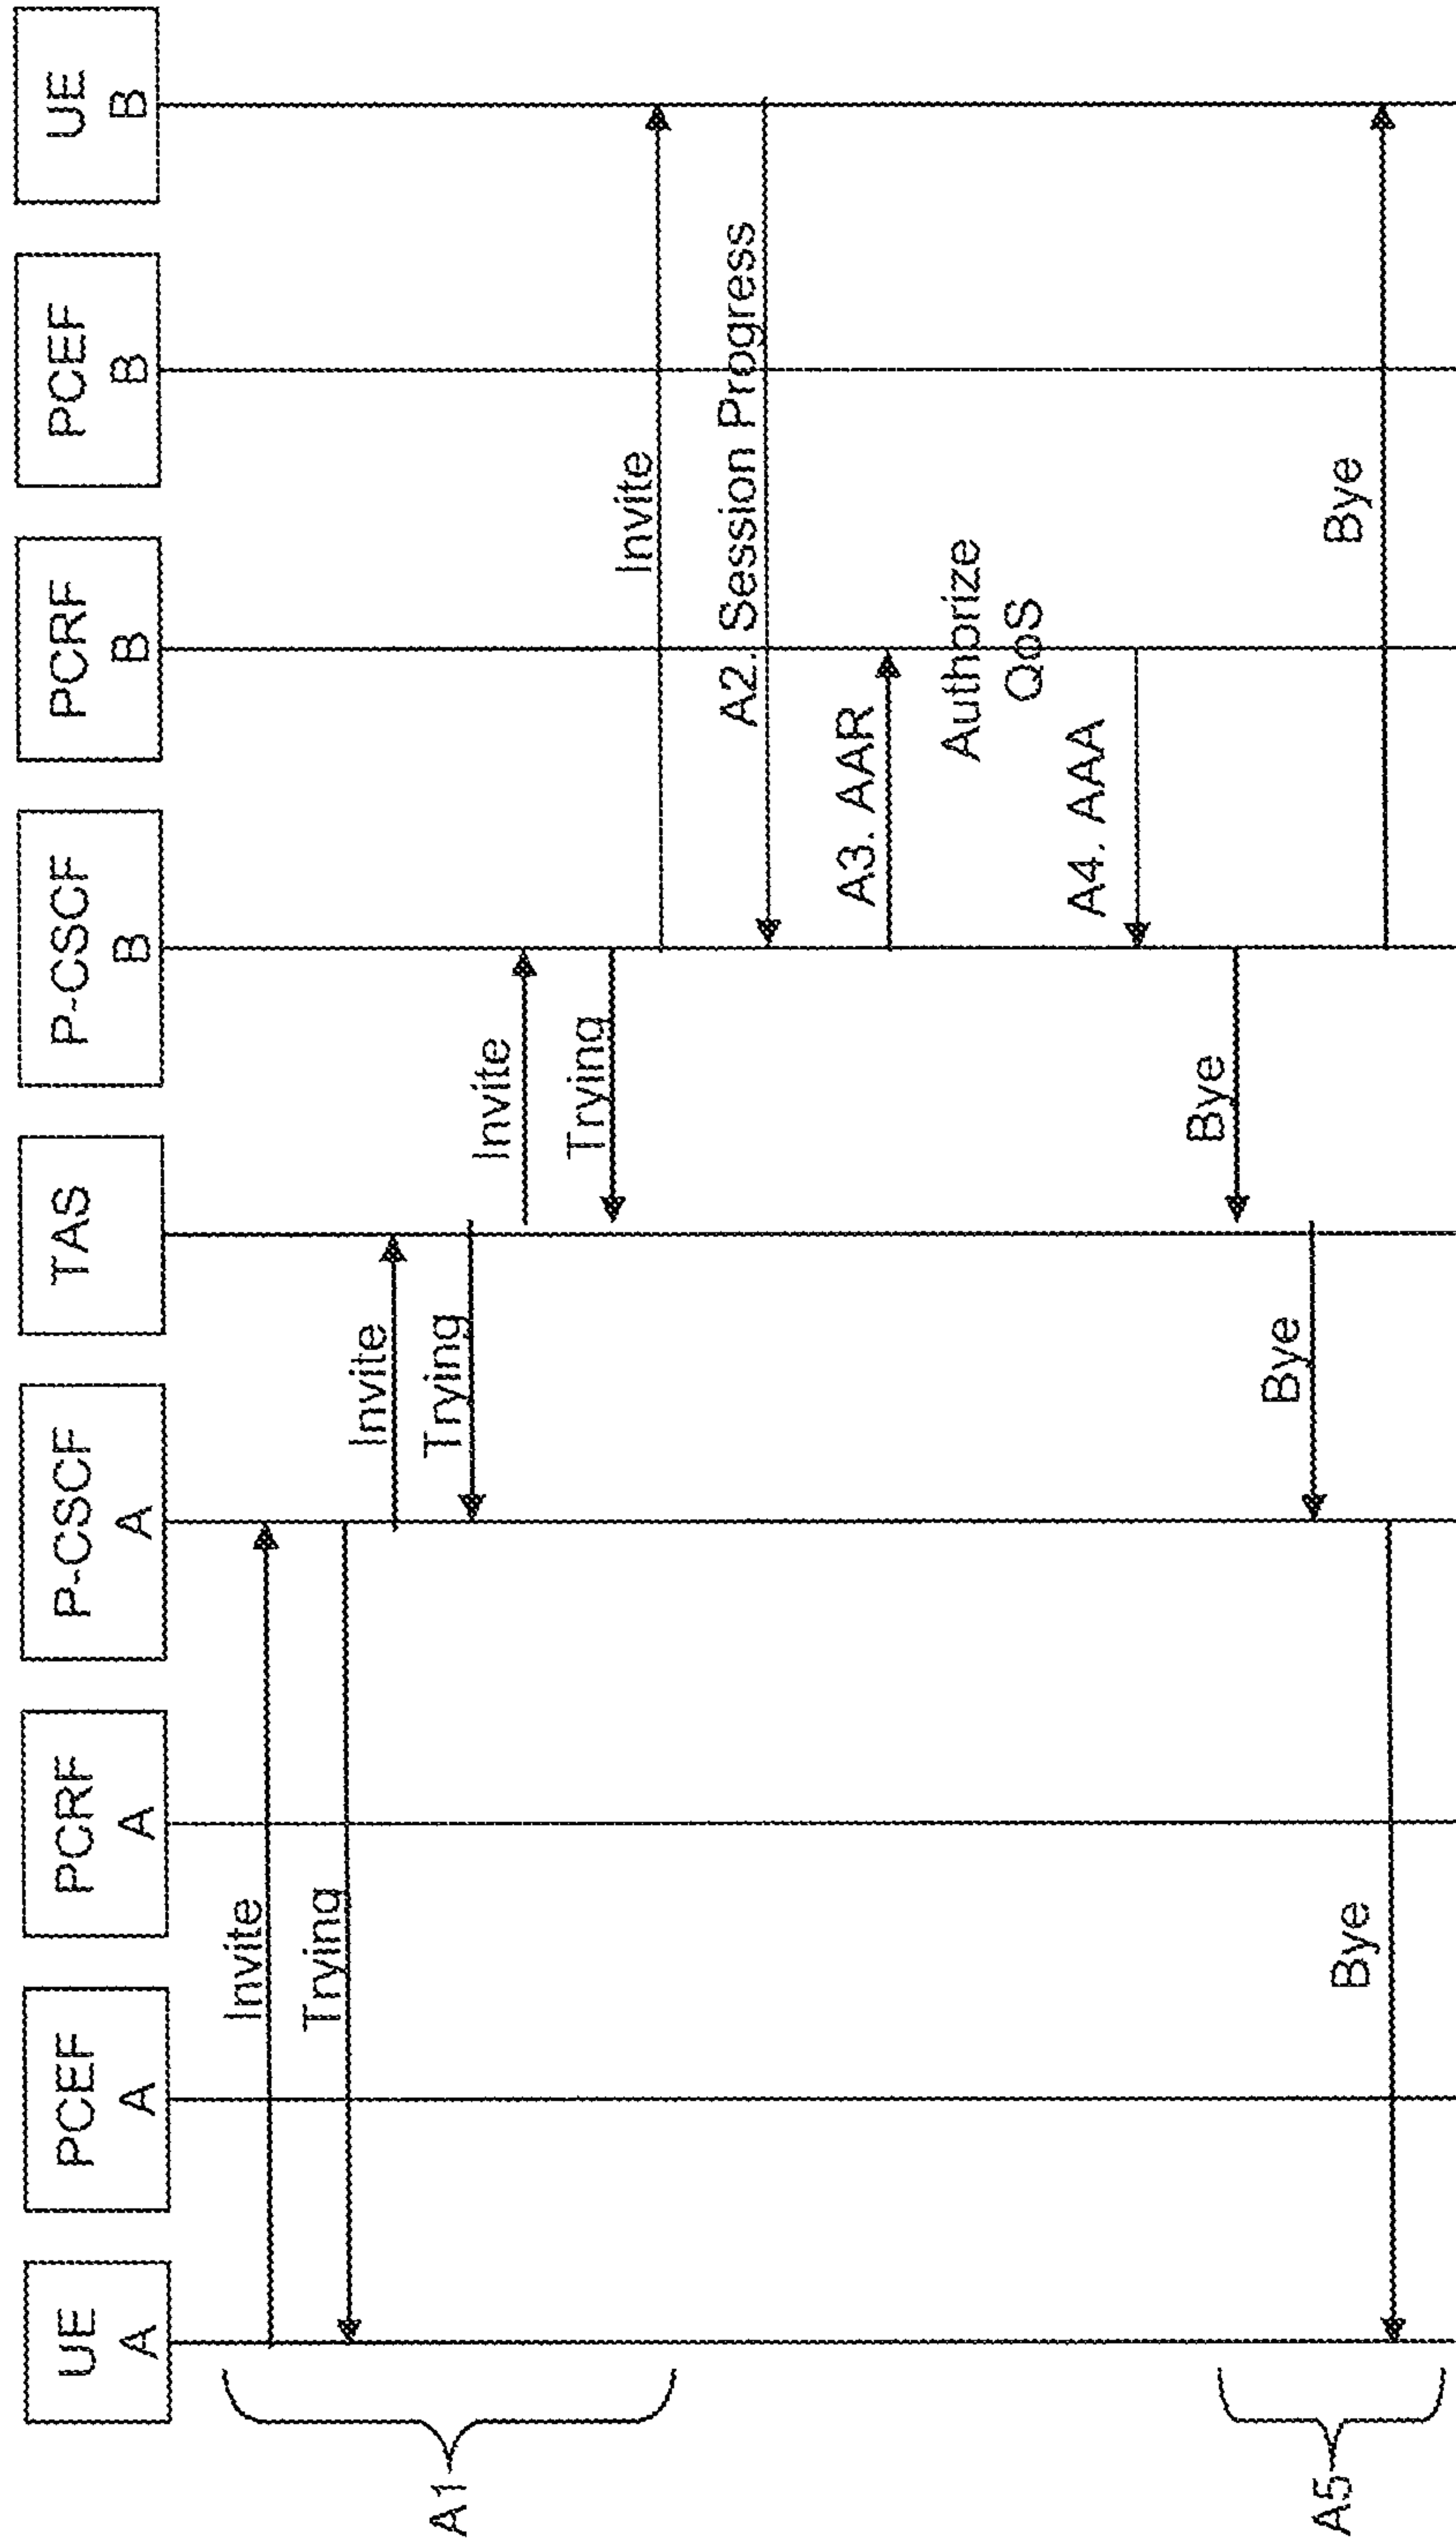 UE
A
PCEF
A
PCRF
A
P-CSCF
A
TAS
P-CSCF
B
PCRF
B
PCEF
B
UE
B
A1
Invite
Trying
Invite
Trying
Invite
Trying
Invite
A2. Session Progress
A3. AAR
Authorize
QoS
A4. AAA
A5
Bye
Bye
Bye
Bye